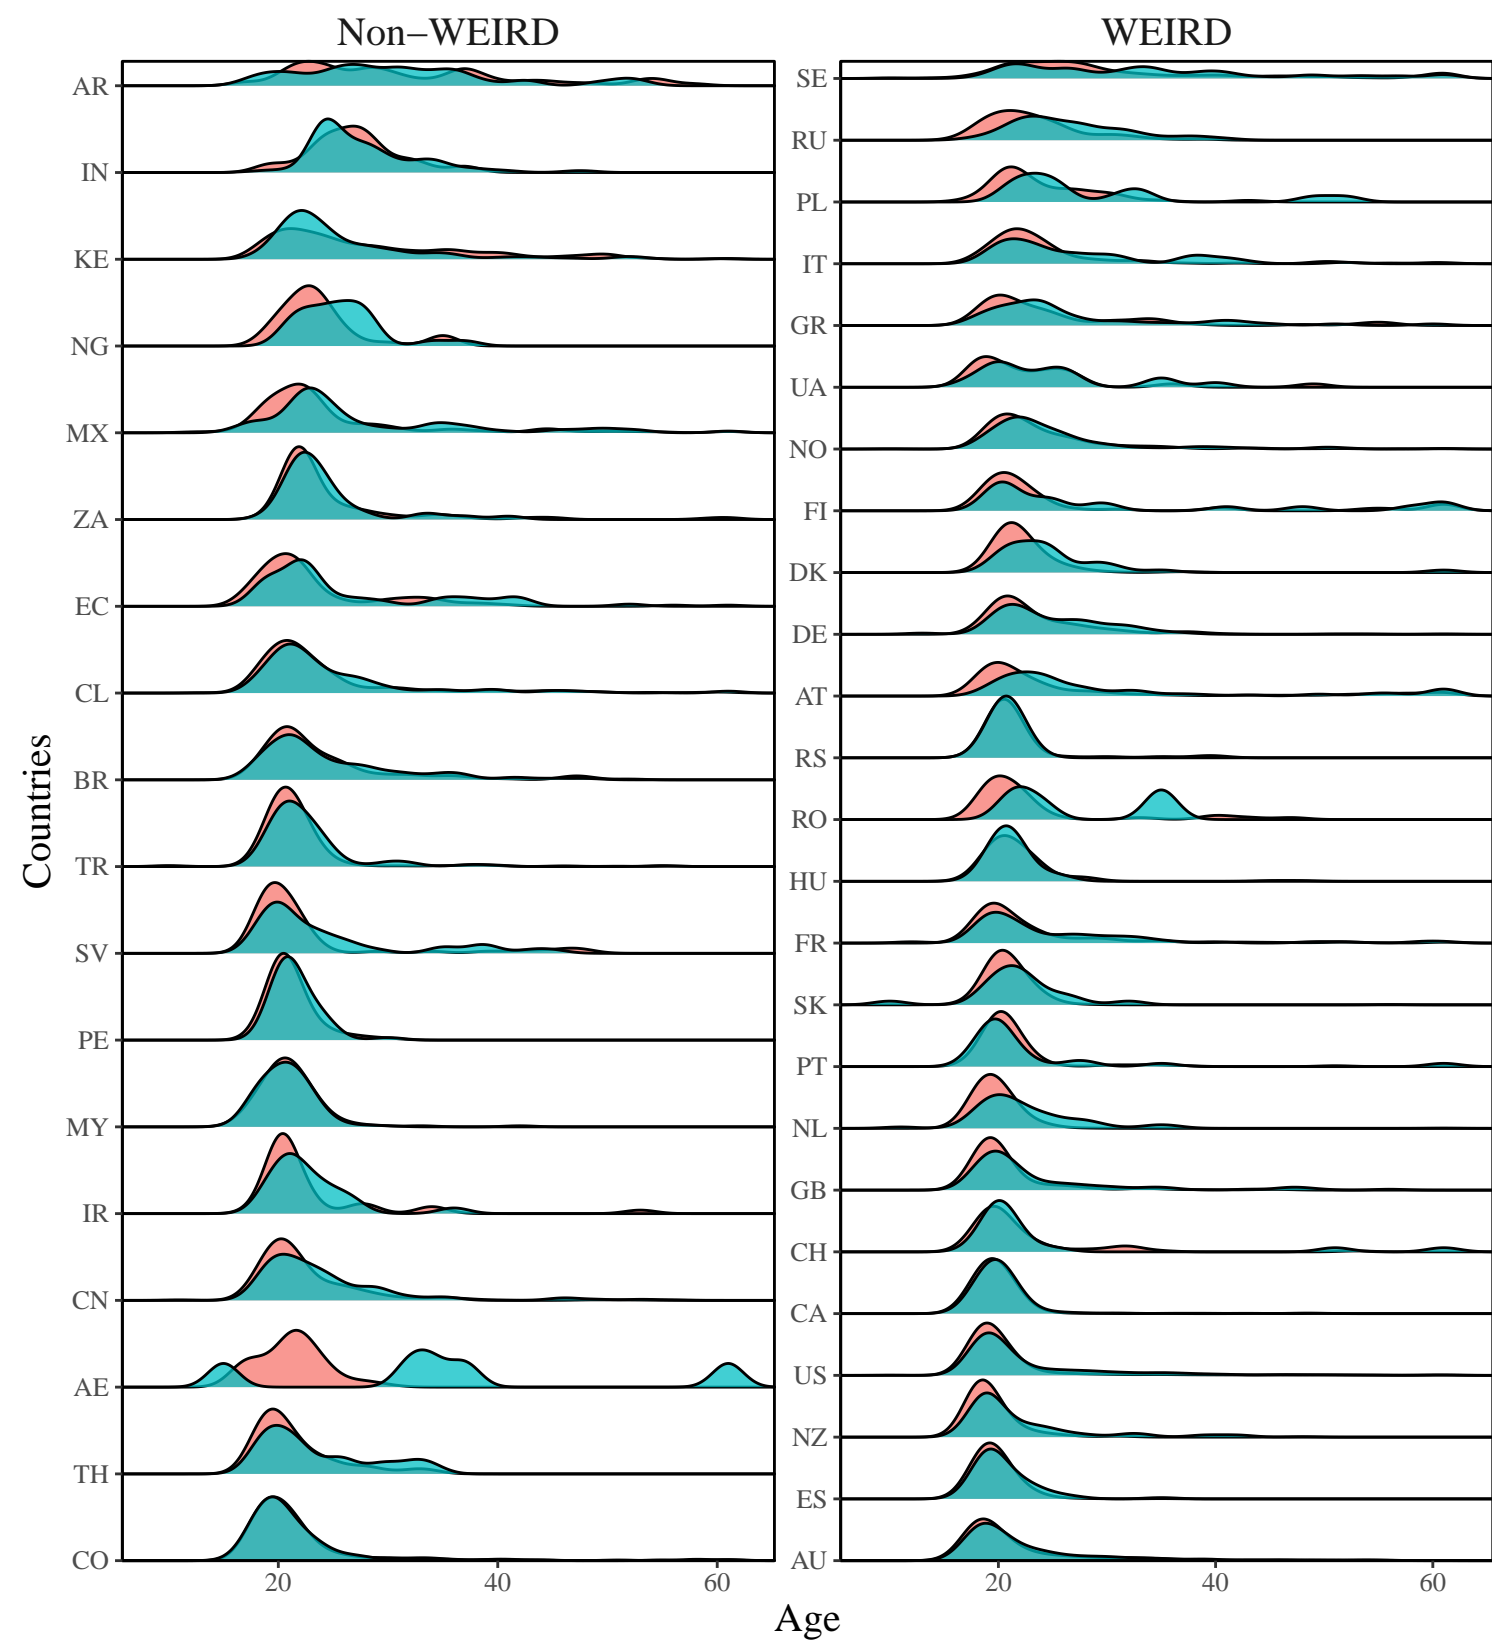 Non−WEIRD
WEIRD
Countries
AR
IN
KE
NG
MX
ZA
EC
CL
BR
TR
SV
PE
MY
IR
CN
AE
TH
CO
20 40 60
SE
RU
PL
IT
GR
UA
NO
FI
DK
DE
AT
RS
RO
HU
FR
SK
PT
NL
GB
CH
CA
US
NZ
ES
AU
20 40 60
Age